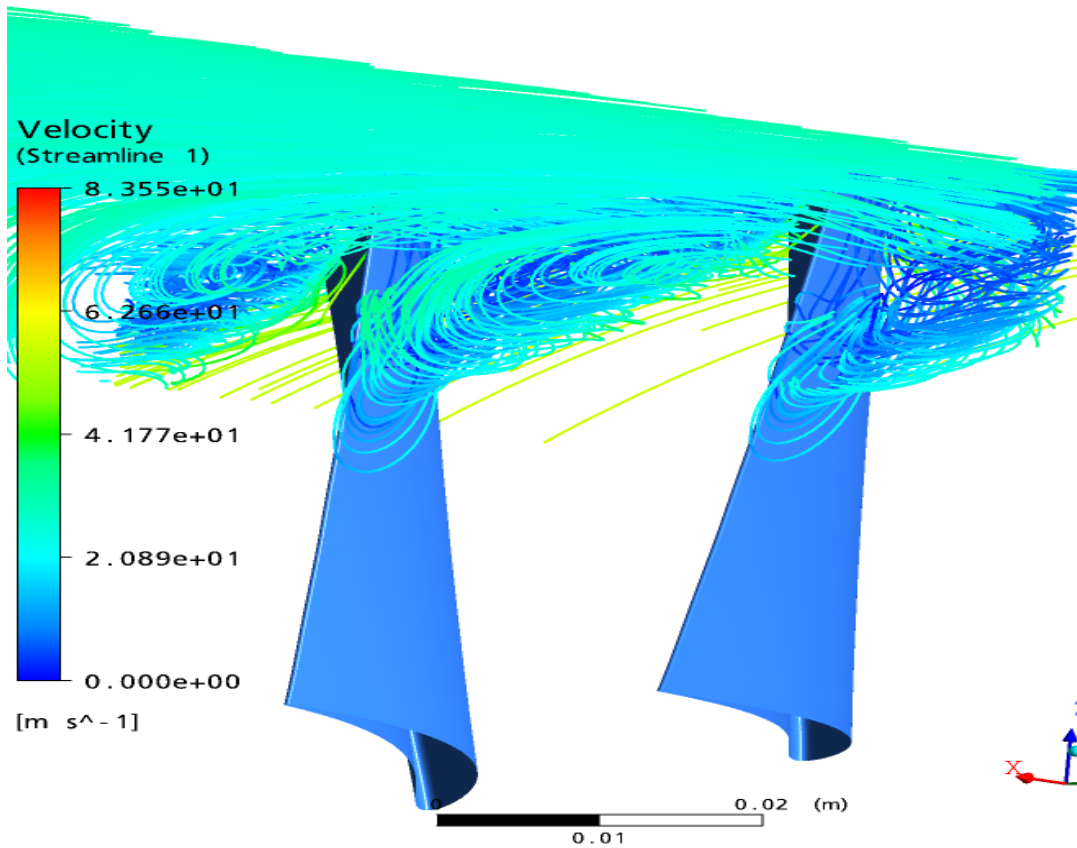 Velocity
(Streamline 1)
8.355e+01
6.266e+01
4.177e+01
2.089e+01
0.000e+00
[m s^-1]
X
0
0.02 (m)
0.01